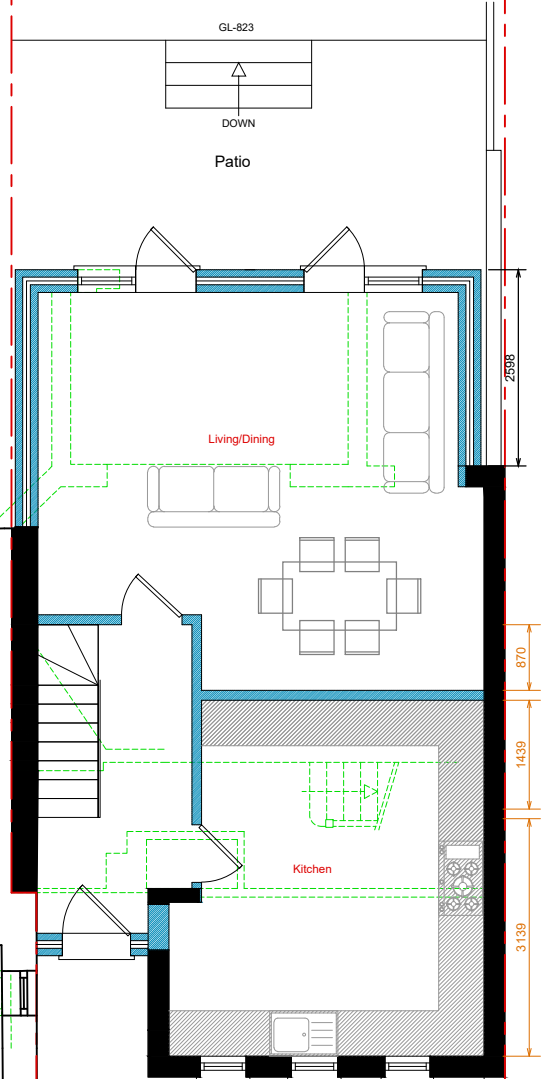 GL-823
DOWN
Patio
2598
Living/Dining
870
1439
Kitchen
3139